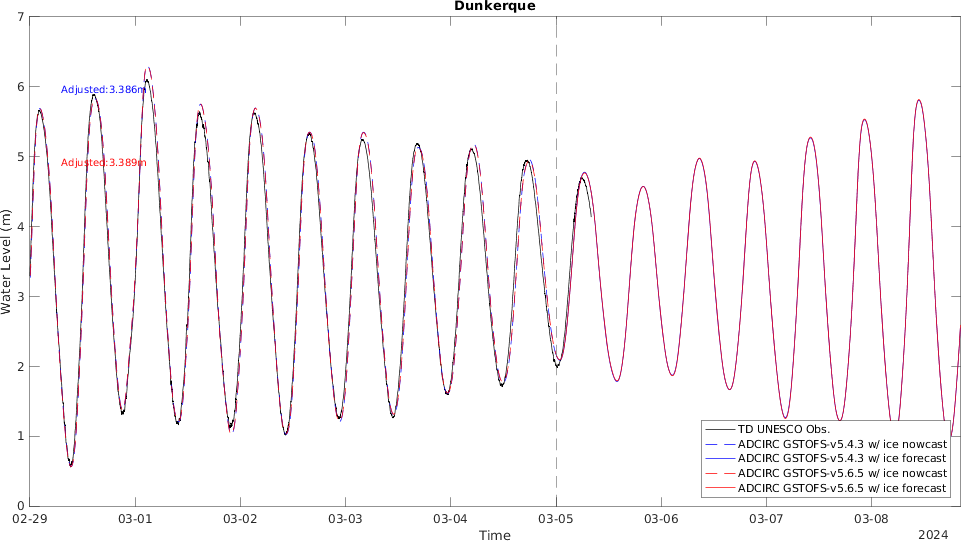 Dunkerque
7
6
5
4
3
2
1
0
Water Level (m)
Adjusted:3.386m
Adjusted:3.389m
TD UNESCO Obs.
ADCIRC GSTOFS-v5.4.3 w/ ice nowcast
ADCIRC GSTOFS-v5.4.3 w/ ice forecast
ADCIRC GSTOFS-v5.6.5 w/ ice nowcast
ADCIRC GSTOFS-v5.6.5 w/ ice forecast
02-29 03-01 03-02 03-03 03-04 03-05 03-06 03-07 03-08
Time
2024